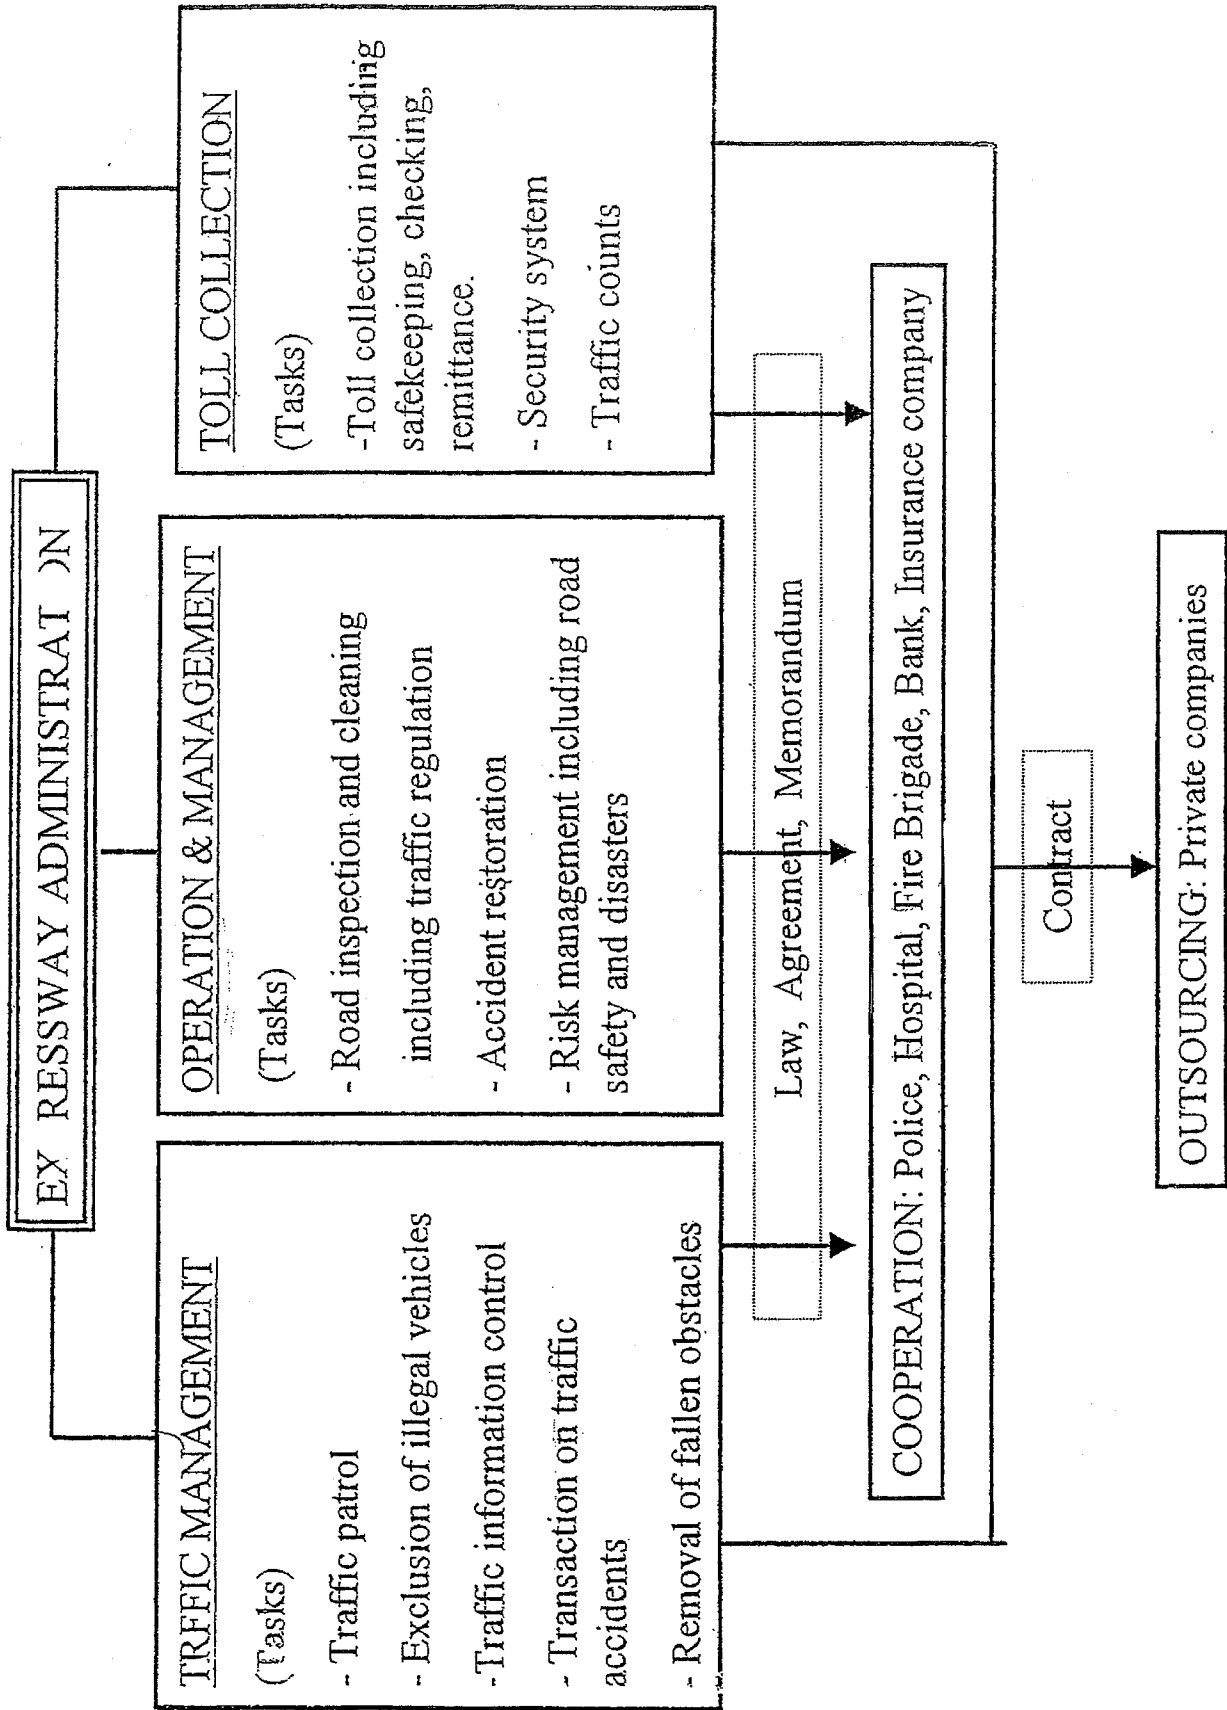 EX RESSWAY ADMINISTRAT )N
TRFFIC MANAGEMENT
(Tasks)
- Traffic patrol
- Exclusion of illegal vehicles
-Traffic information control
- Transaction on traffic
accidents
- Removal of fallen obstacles
OPERATION & MANAGEMENT
(Tasks)
- Road inspection and cleaning
including traffic regulation
- Accident restoration
- Risk management including road
safety and disasters
TOLL COLLECTION
(Tasks)
-Toll collection including
safekeeping, checking,
remittance.
- Security system
- Traffic counts
Law, Agreement, Memorandum
COOPERATION: Police, Hospital, Fire Brigade, Bank, Insurance company
Contract
OUTSOURCING: Private companies